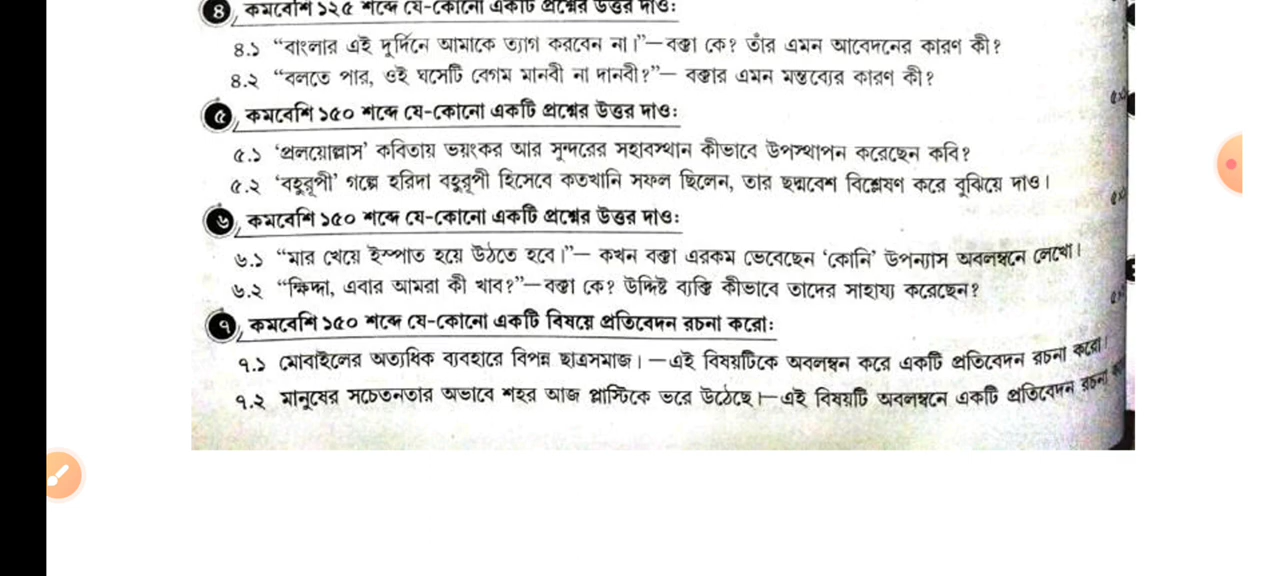 ৪ কমবেশি ১২৫ শব্দে যে-কোনো একটি প্রশ্নের উত্তর দাও:
৪.১ “বাংলার এই দুর্দিনে আমাকে ত্যাগ করবেন না।”—বক্তা কে? তাঁর এমন আবেদনের কারণ কী?
৪.২ “বলতে পার, ওই ঘসেটি বেগম মানবী না দানবী?”— বক্তার এমন মন্তব্যের কারণ কী?
৫ কমবেশি ১৫০ শব্দে যে-কোনো একটি প্রশ্নের উত্তর দাও:
৫.১ ‘প্রলয়োল্লাস’ কবিতায় ভয়ংকর আর সুন্দরের সহাবস্থান কীভাবে উপস্থাপন করেছেন কবি?
৫.২ ‘বহুরূপী’ গল্পে হরিদা বহুরূপী হিসেবে কতখানি সফল ছিলেন, তার ছদ্মবেশ বিশ্লেষণ করে বুঝিয়ে দাও।
৬ কমবেশি ১৫০ শব্দে যে-কোনো একটি প্রশ্নের উত্তর দাও:
৬.১ “মার খেয়ে ইস্পাত হয়ে উঠতে হবে।”— কখন বক্তা এরকম ভেবেছেন ‘কোনি’ উপন্যাস অবলম্বনে লেখো।
৬.২ “ক্ষিদ্দা, এবার আমরা কী খাব?”—বক্তা কে? উদ্দিষ্ট ব্যক্তি কীভাবে তাদের সাহায্য করেছেন?
৭ কমবেশি ১৫০ শব্দে যে-কোনো একটি বিষয়ে প্রতিবেদন রচনা করো:
৭.১ মোবাইলের অত্যধিক ব্যবহারে বিপন্ন ছাত্রসমাজ। —এই বিষয়টিকে অবলম্বন করে একটি প্রতিবেদন রচনা করো।
৭.২ মানুষের সচেতনতার অভাবে শহর আজ প্লাস্টিকে ভরে উঠেছে।—এই বিষয়টি অবলম্বনে একটি প্রতিবেদন রচনা